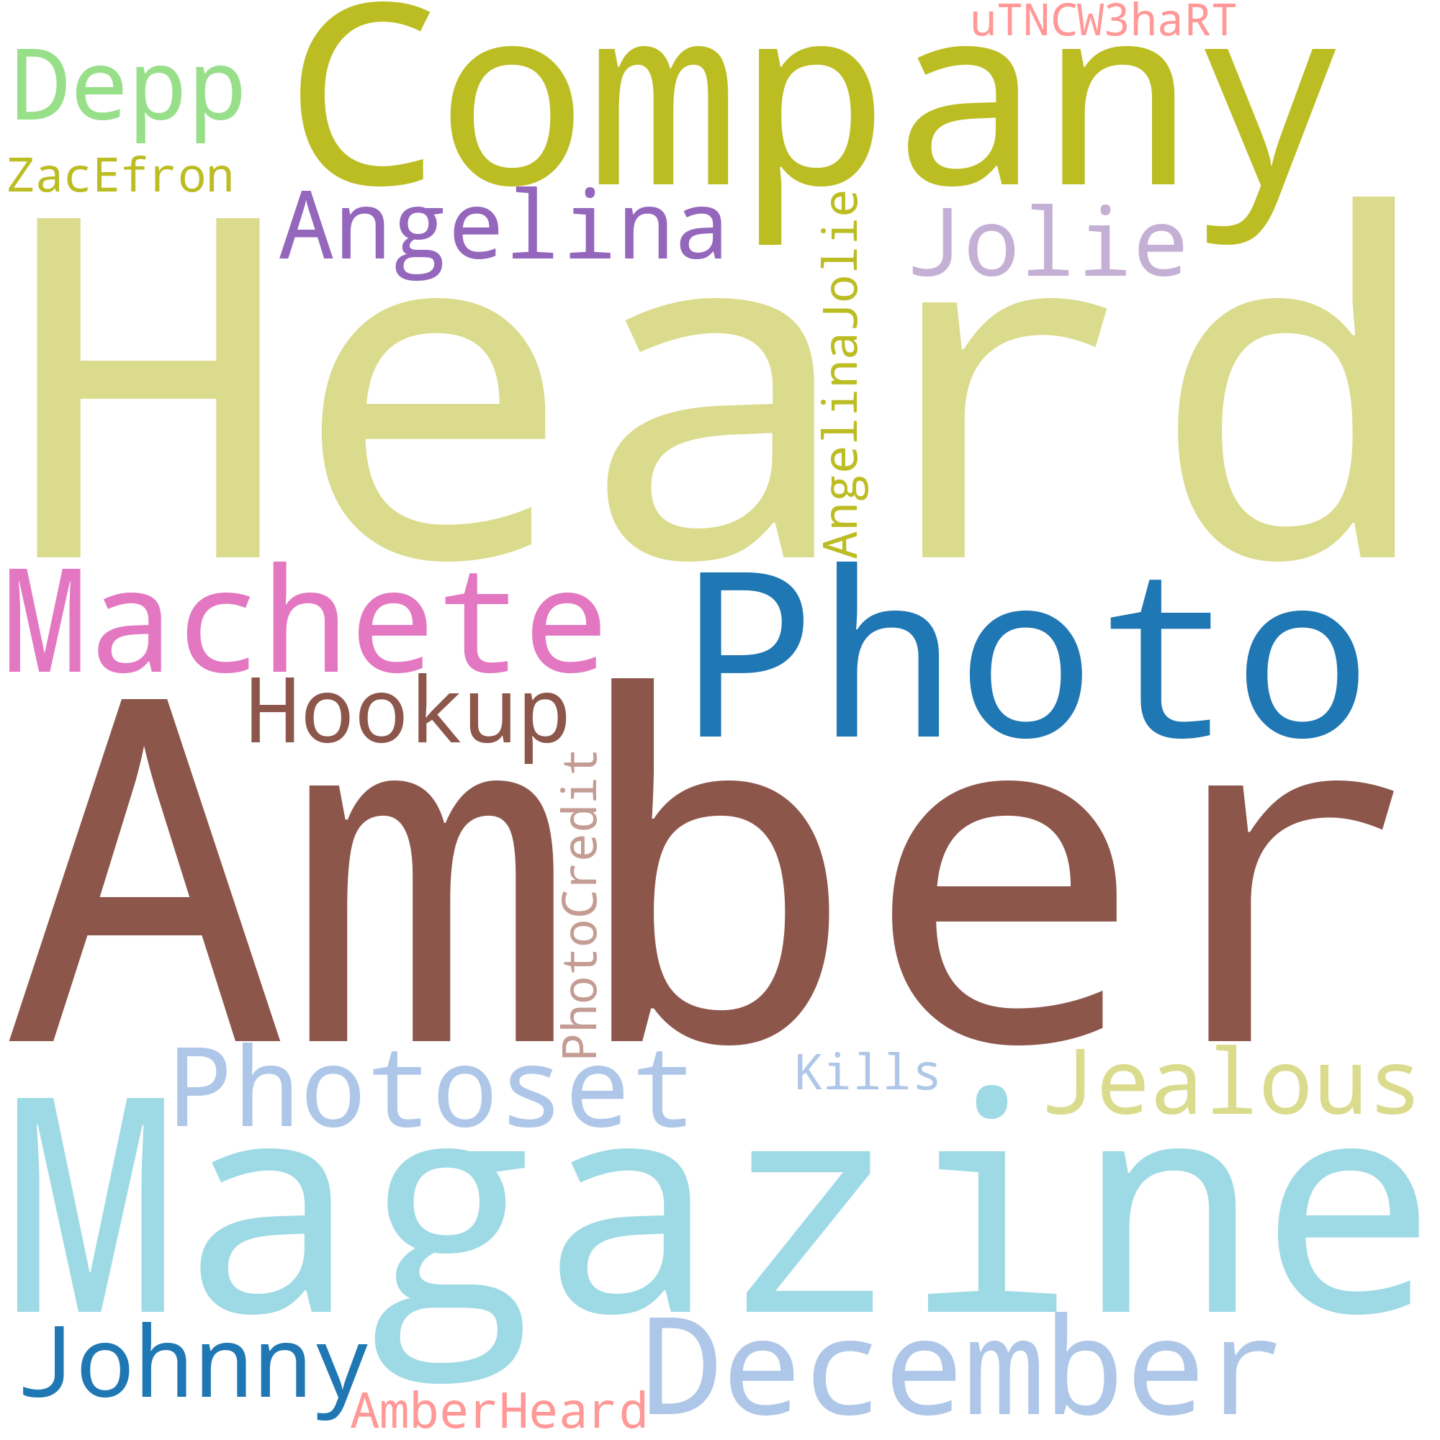 Company
uTNCW3haRT
Depp
ZacEfron
Angelina
AngelinaJolie
Jolie
Heard
Machete
Photo
Hookup
Amber
PhotoCredit
Photoset
Kills
Jealous
Magazine
Johnny
December
AmberHeard